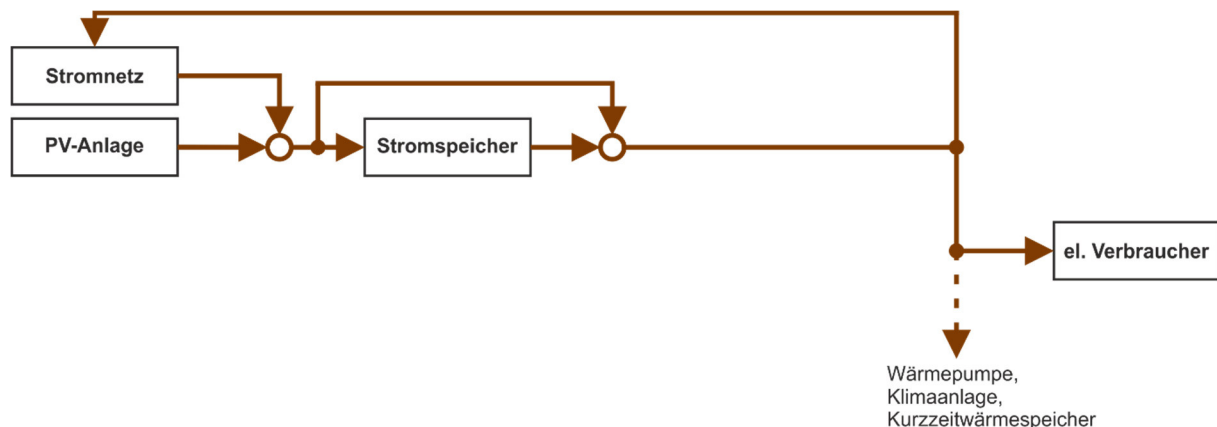 Stromnetz
PV-Anlage
Stromspeicher
el. Verbraucher
Wärmepumpe,
Klimaanlage,
Kurzzeitwärmespeicher